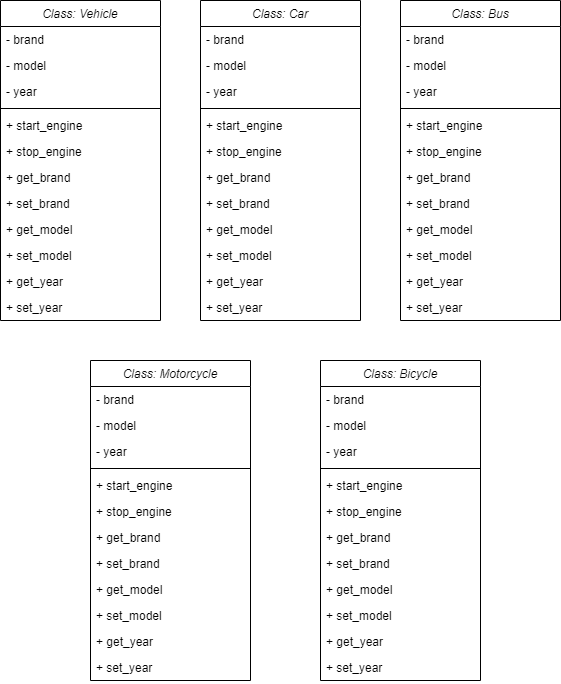 Class: Vehicle
- brand
- model
- year
+ start_engine
+ stop_engine
+ get_brand
+ set_brand
+ get_model
+ set_model
+ get_year
+ set_year
Class: Car
- brand
- model
- year
+ start_engine
+ stop_engine
+ get_brand
+ set_brand
+ get_model
+ set_model
+ get_year
+ set_year
Class: Bus
- brand
- model
- year
+ start_engine
+ stop_engine
+ get_brand
+ set_brand
+ get_model
+ set_model
+ get_year
+ set_year
Class: Motorcycle
- brand
- model
- year
+ start_engine
+ stop_engine
+ get_brand
+ set_brand
+ get_model
+ set_model
+ get_year
+ set_year
Class: Bicycle
- brand
- model
- year
+ start_engine
+ stop_engine
+ get_brand
+ set_brand
+ get_model
+ set_model
+ get_year
+ set_year